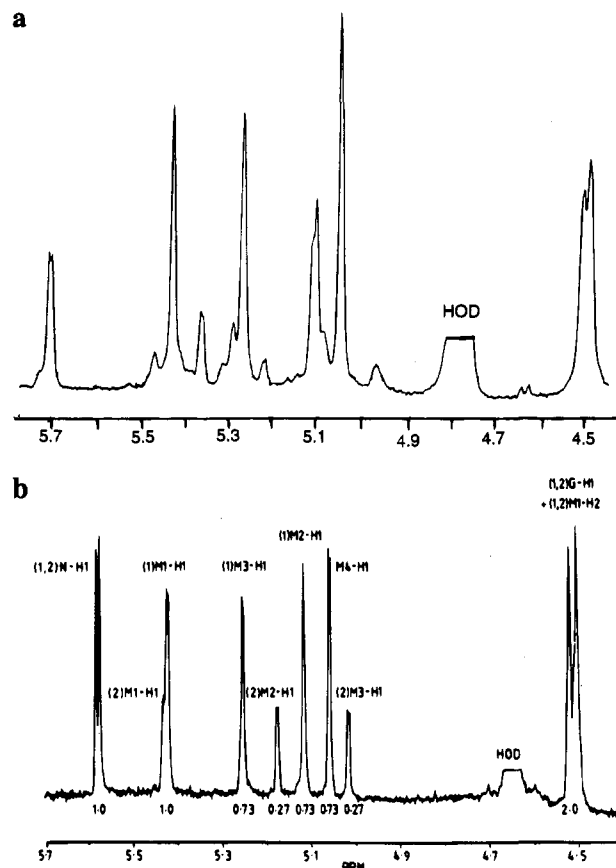 a
HOD
5.7 5.5 5.3 5.1 4.9 4.7 4.5
b
(1,2)G-H1
+(1,2)M1-H2
(1)M2-H1
(1,2)N-H1 (1)M1-H1 (1)M3-H1 M4-H1
(2)M1-H1 (2)M2-H1 (2)M3-H1
HOD
1·0 1·0 0·73 0·27 0·73 0·73 0·27 2·0
5·7 5·5 5·3 5·1 4·9 4·7 4·5
PPM